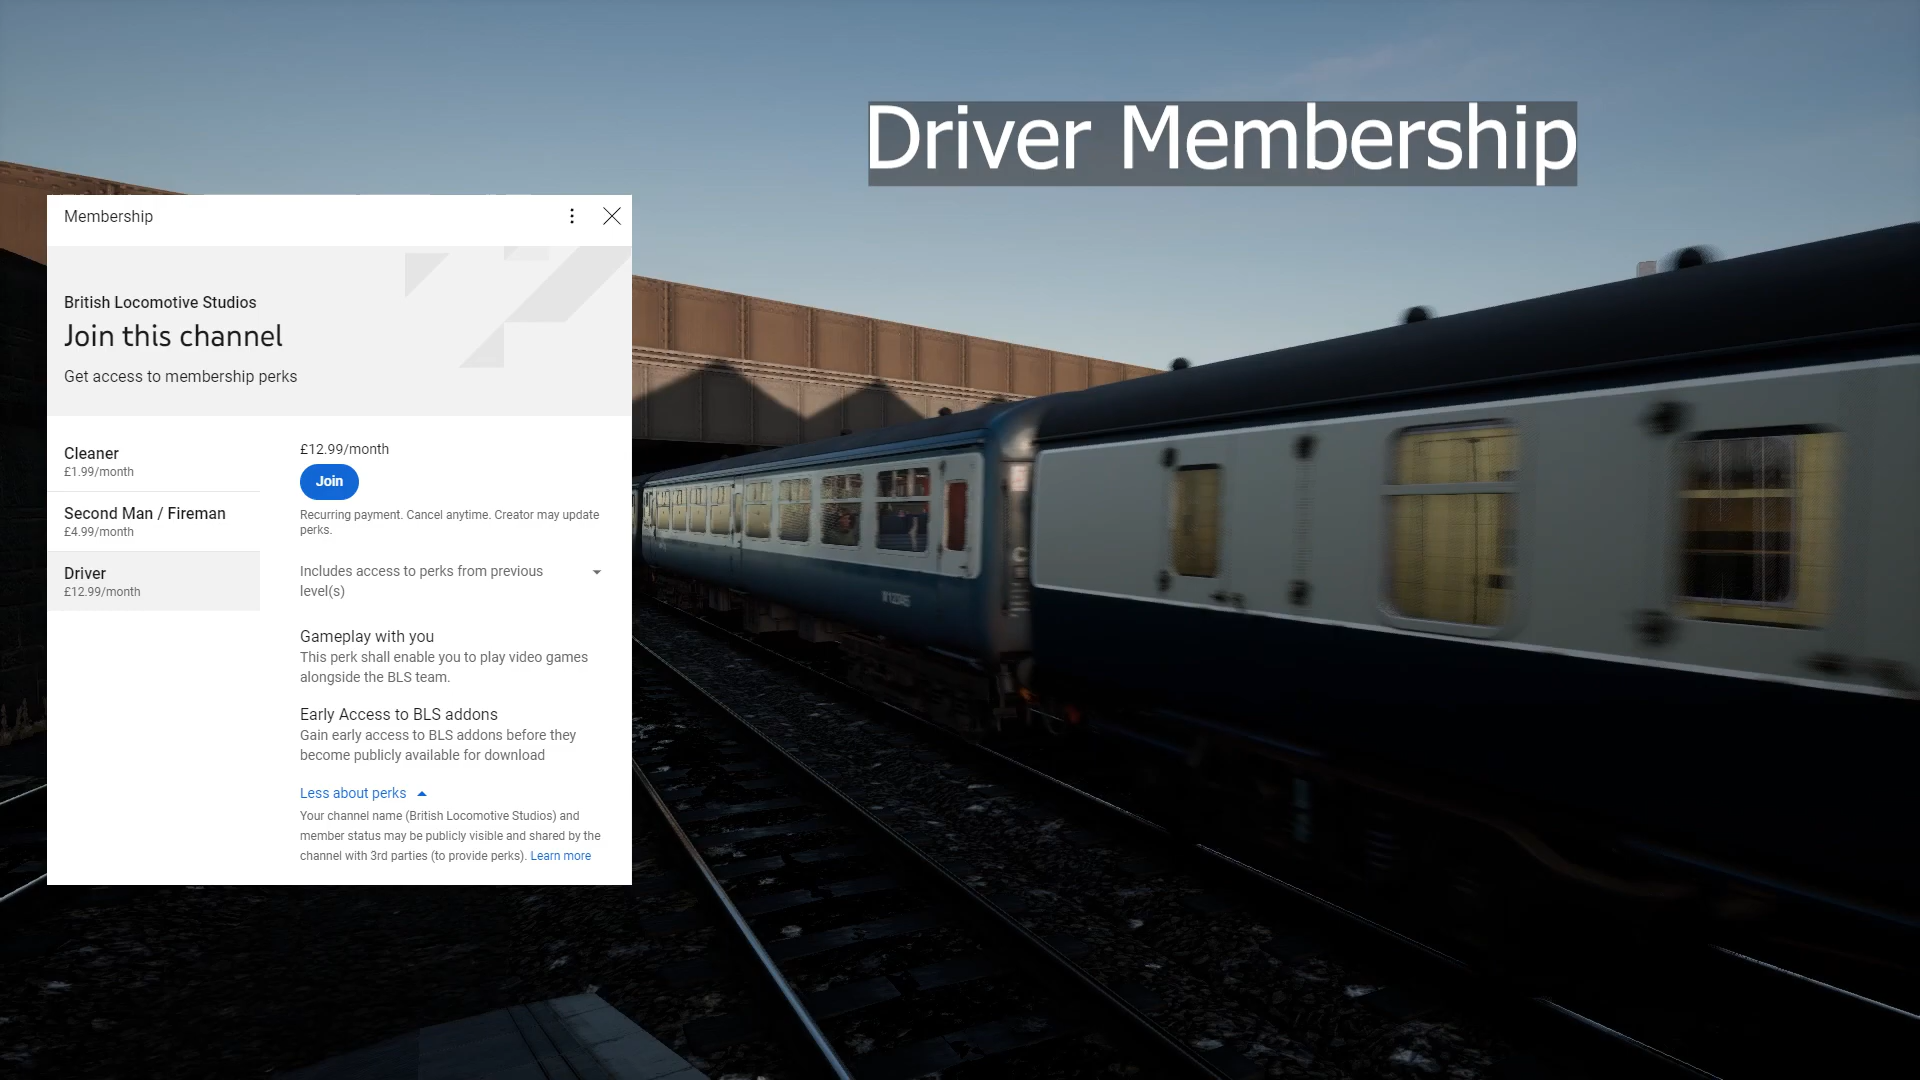 Driver Membership
Membership
British Locomotive Studios
Join this channel
Get access to membership perks
Cleaner
£1.99/month
Second Man / Fireman
£4.99/month
Driver
£12.99/month
£12.99/month
Join
Recurring payment. Cancel anytime. Creator may update
perks.
Includes access to perks from previous
level(s)
Gameplay with you
This perk shall enable you to play video games
alongside the BLS team.
Early Access to BLS addons
Gain early access to BLS addons before they
become publicly available for download
Less about perks
Your channel name (British Locomotive Studios) and
member status may be publicly visible and shared by the
channel with 3rd parties (to provide perks). Learn more